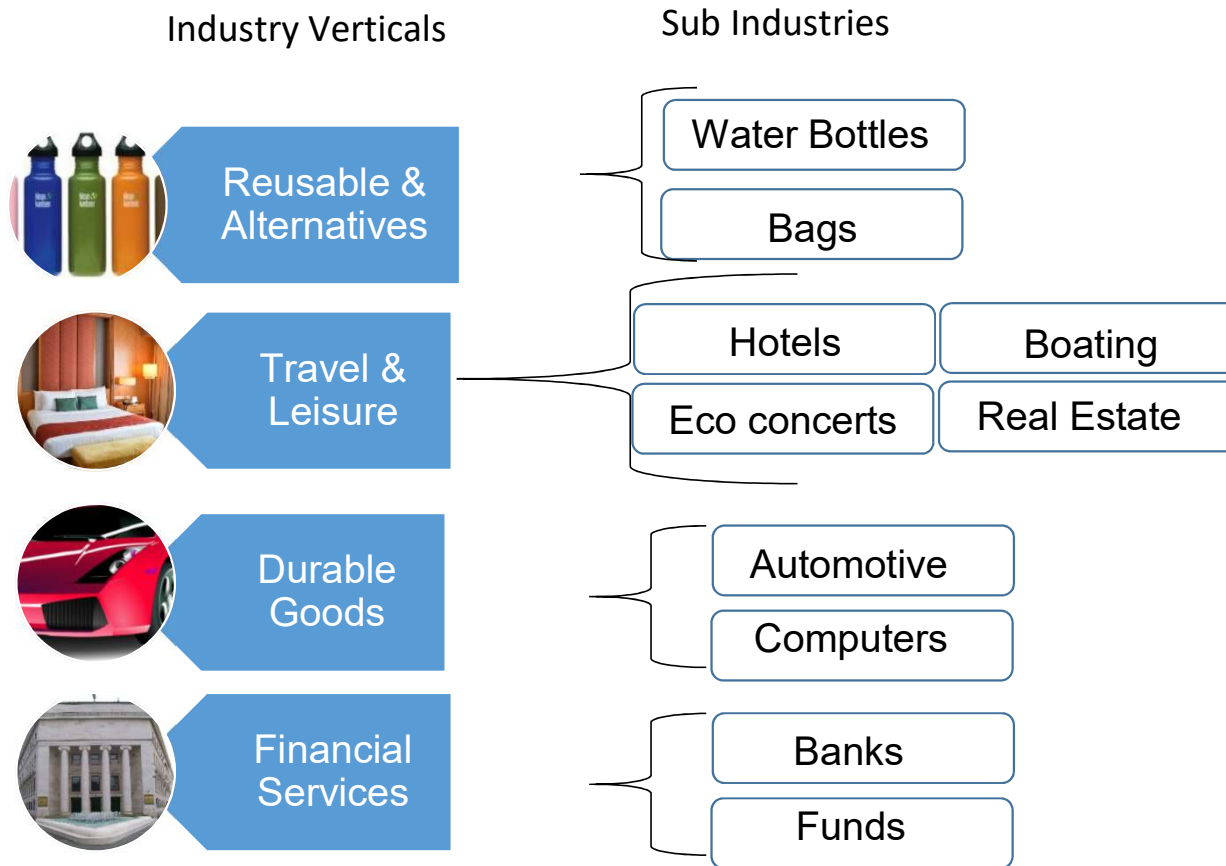 Industry Verticals
Sub Industries
Reusable &
Alternatives
Water Bottles
Bags
Travel &
Leisure
Hotels
Boating
Eco concerts
Real Estate
Durable
Goods
Automotive
Computers
Financial
Services
Banks
Funds